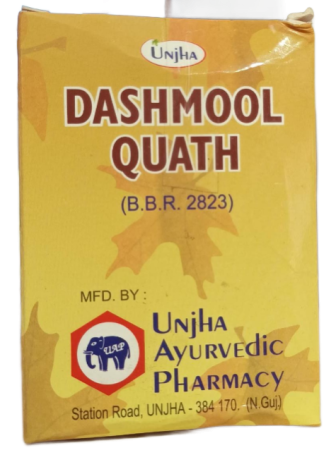 UNJHA
DASHMOOL
QUATH
(B.B.R. 2823)
MFD. BY :
UAP
UNJHA
AYURVEDIC
PHARMACY
Station Road, UNJHA - 384 170. (N.Guj.)